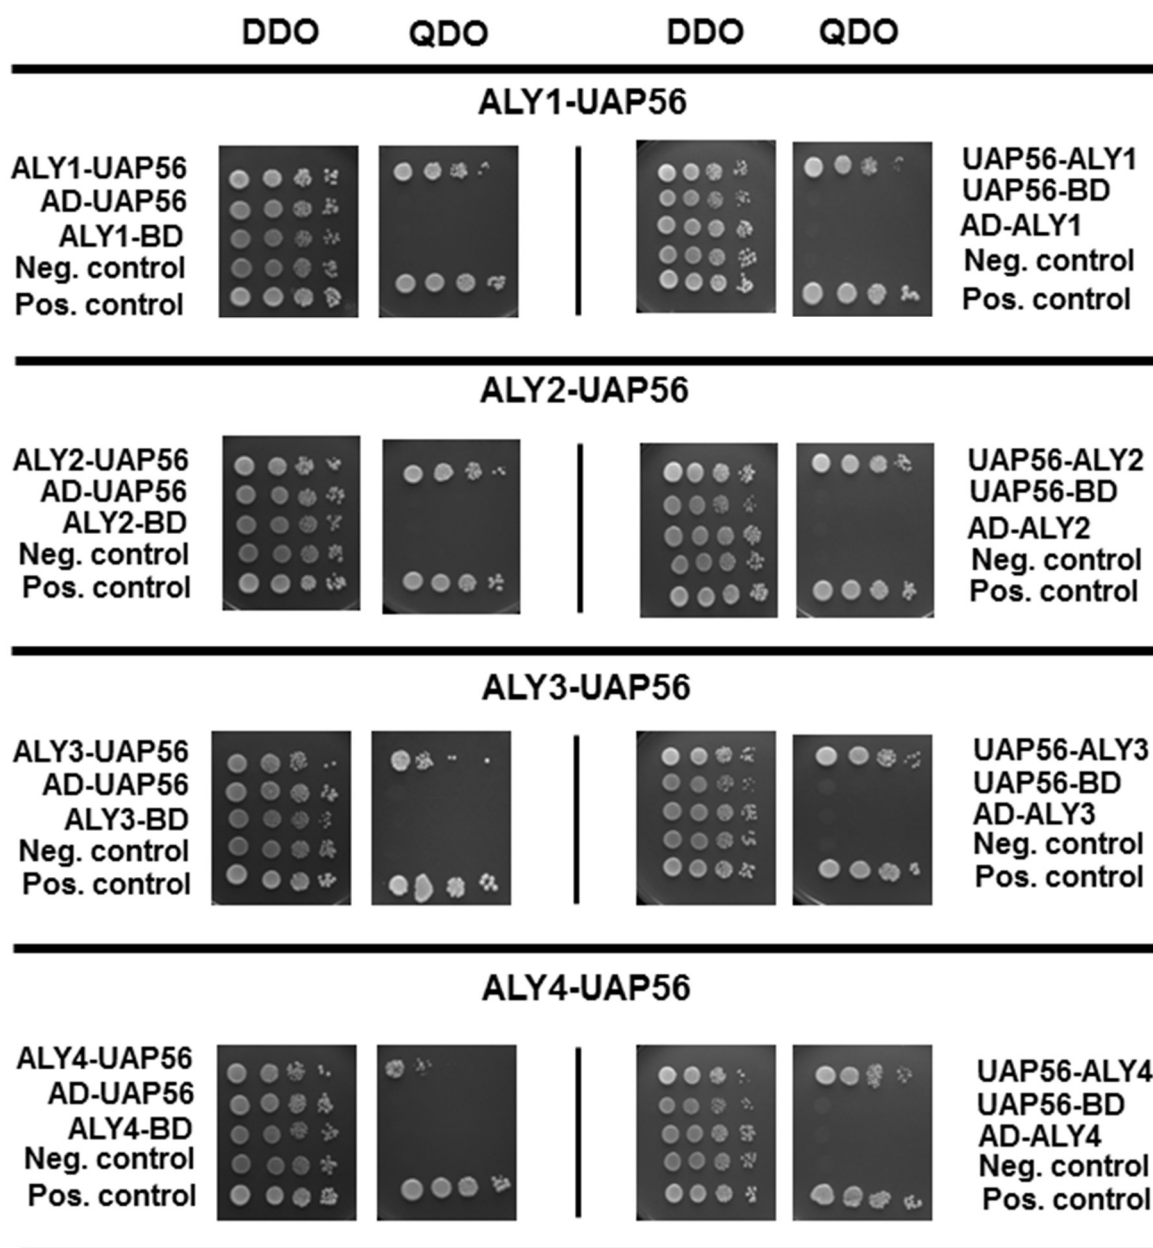 DDO QDO DDO QDO
ALY1-UAP56
ALY1-UAP56
AD-UAP56
ALY1-BD
Neg. control
Pos. control
UAP56-ALY1
UAP56-BD
AD-ALY1
Neg. control
Pos. control
ALY2-UAP56
ALY2-UAP56
AD-UAP56
ALY2-BD
Neg. control
Pos. control
UAP56-ALY2
UAP56-BD
AD-ALY2
Neg. control
Pos. control
ALY3-UAP56
ALY3-UAP56
AD-UAP56
ALY3-BD
Neg. control
Pos. control
UAP56-ALY3
UAP56-BD
AD-ALY3
Neg. control
Pos. control
ALY4-UAP56
ALY4-UAP56
AD-UAP56
ALY4-BD
Neg. control
Pos. control
UAP56-ALY4
UAP56-BD
AD-ALY4
Neg. control
Pos. control